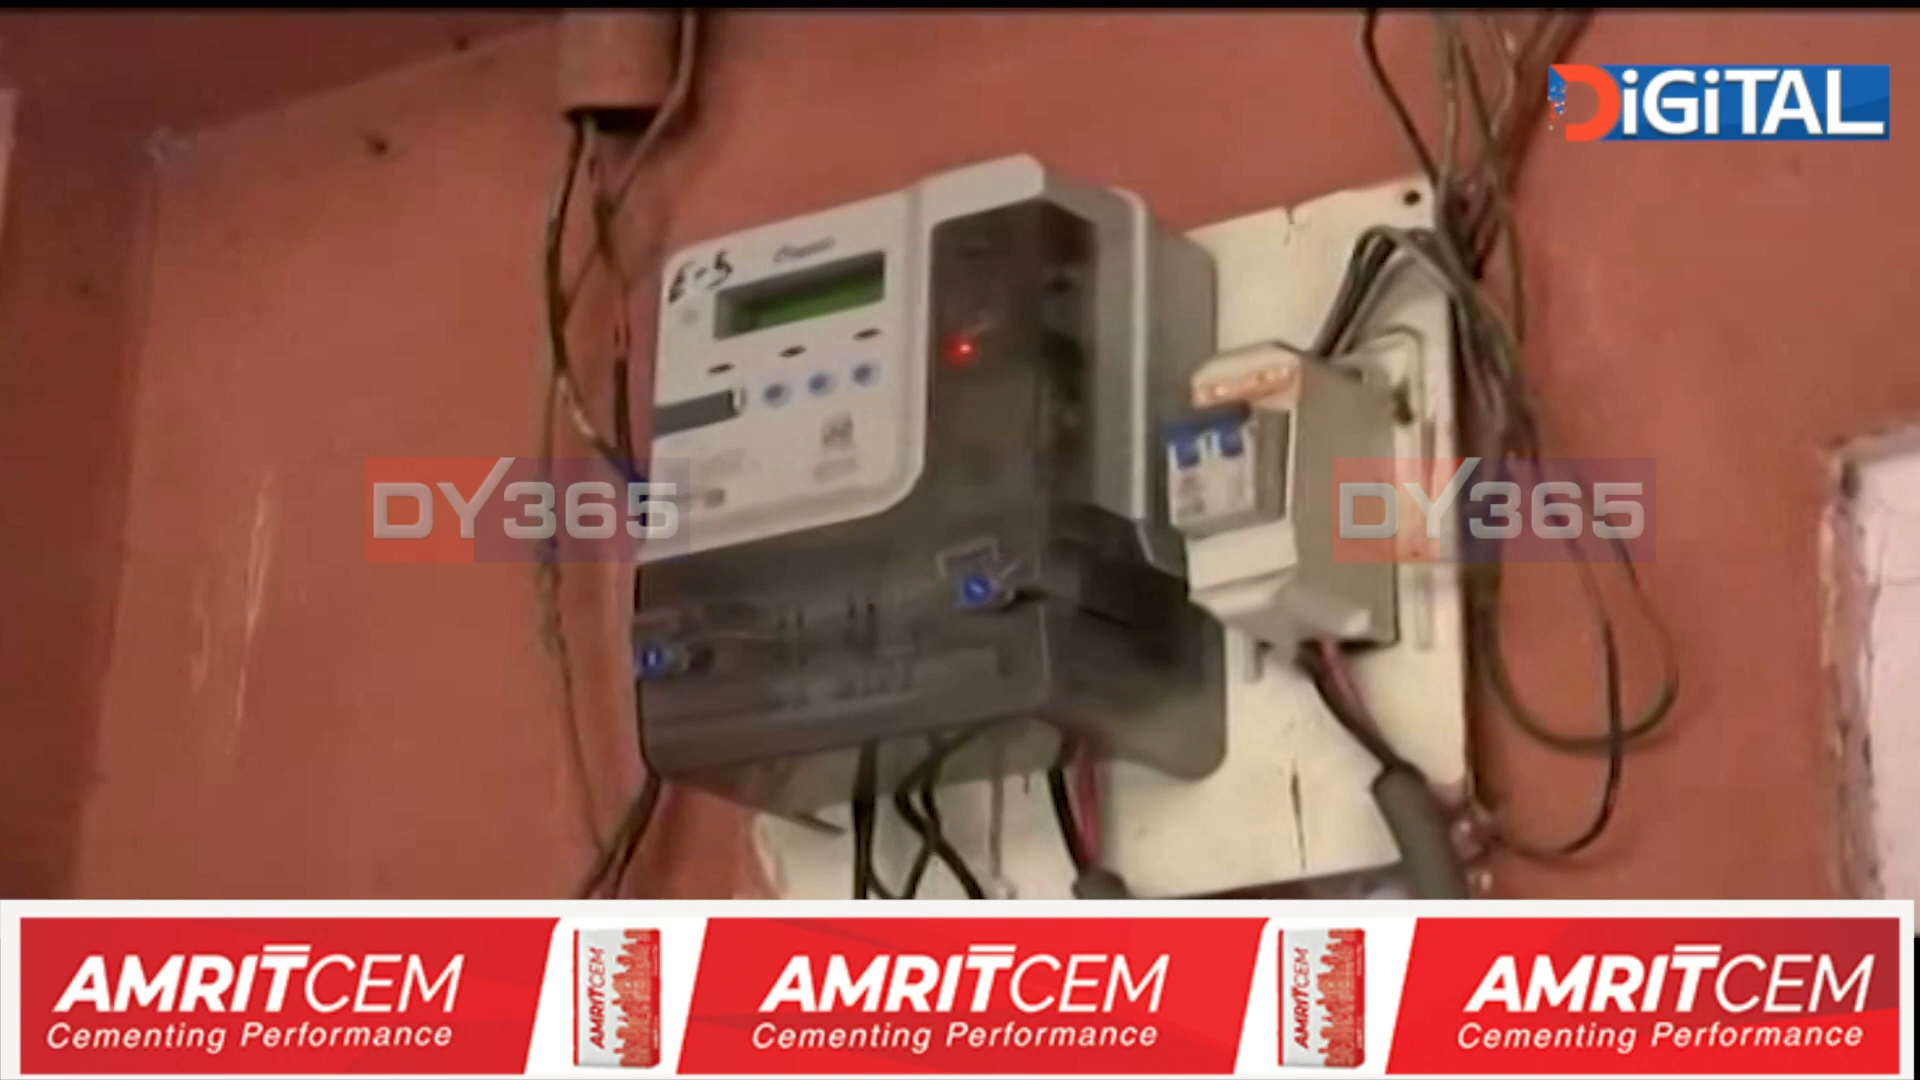 DiGiTAL
E-5
DY365 DY365
AMRITCEM AMRITCEM AMRITCEM AMRITCEM AMRITCEM
Cementing Performance Cementing Performance Cementing Performance